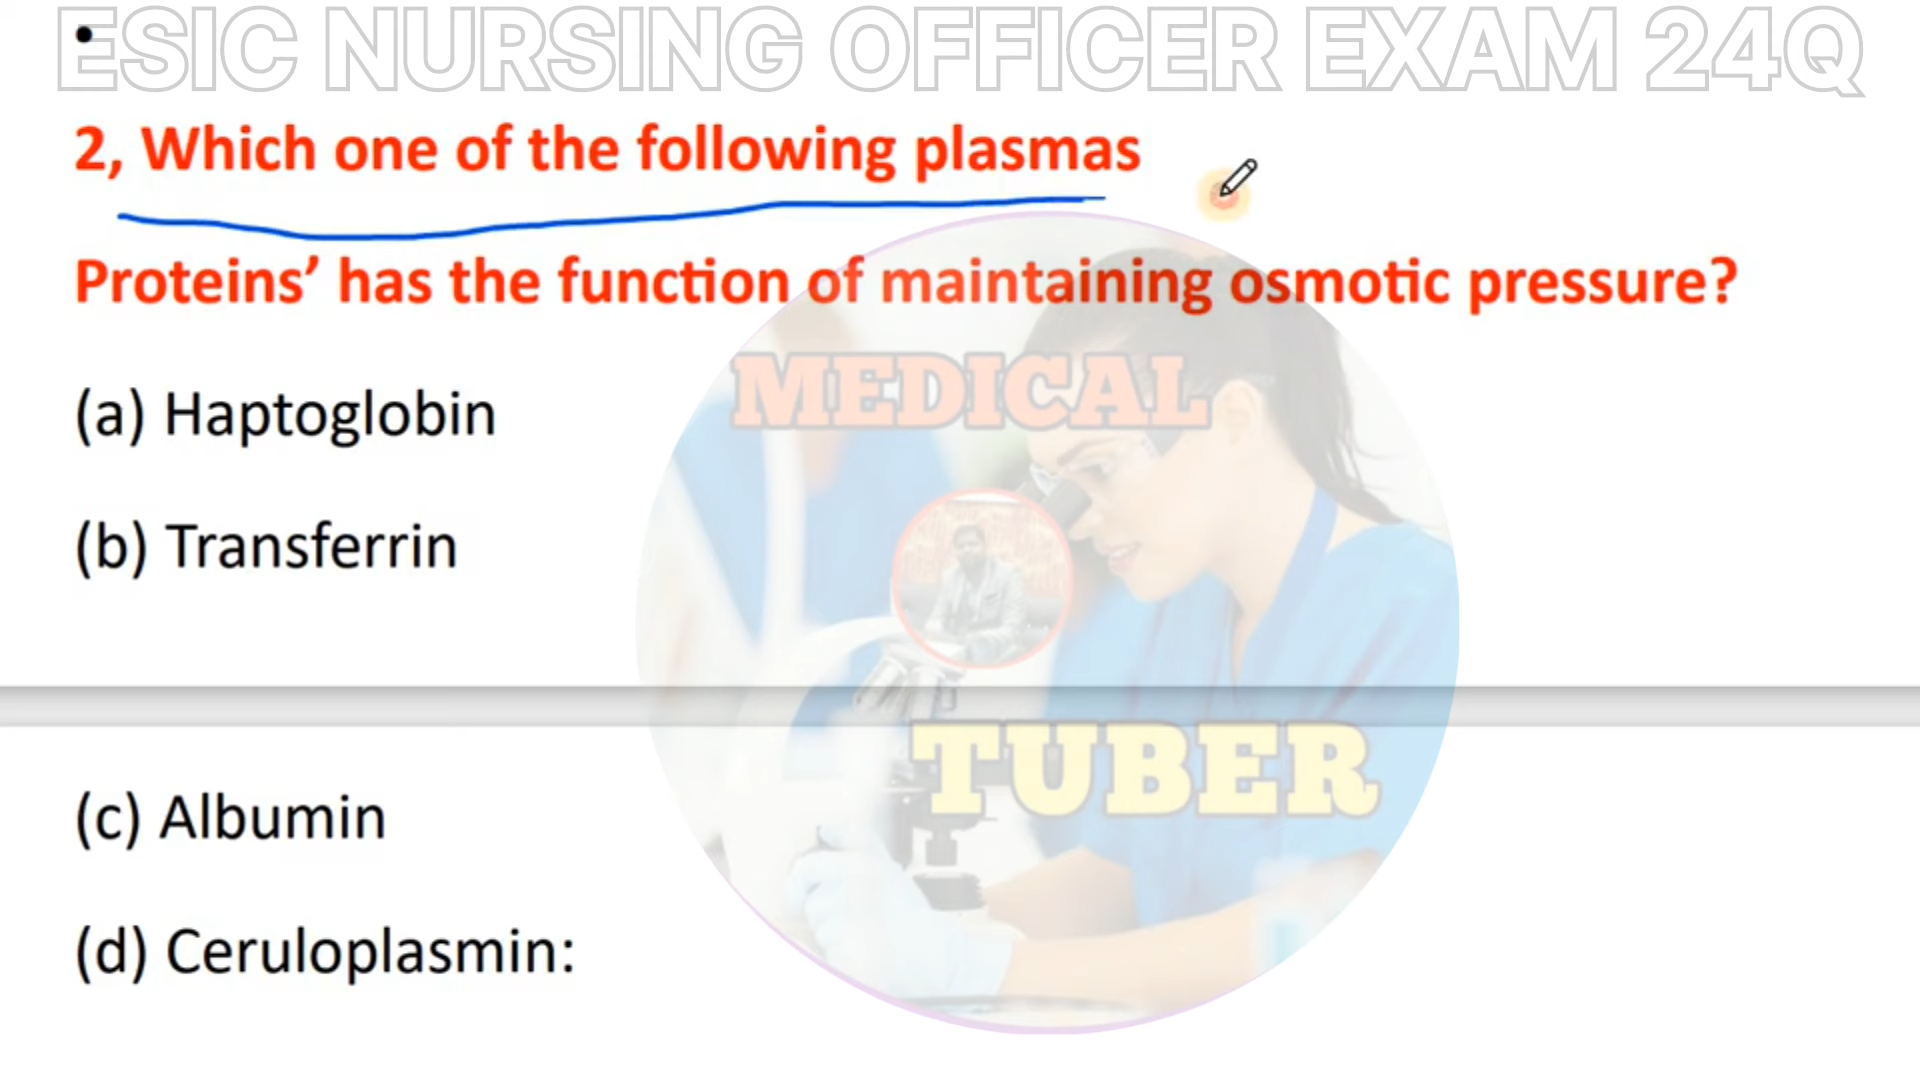 ESIC NURSING OFFICER EXAM 24Q
2, Which one of the following plasmas
Proteins’ has the function of maintaining osmotic pressure?
MEDICAL
(a) Haptoglobin
(b) Transferrin
TUBER
(c) Albumin
(d) Ceruloplasmin: